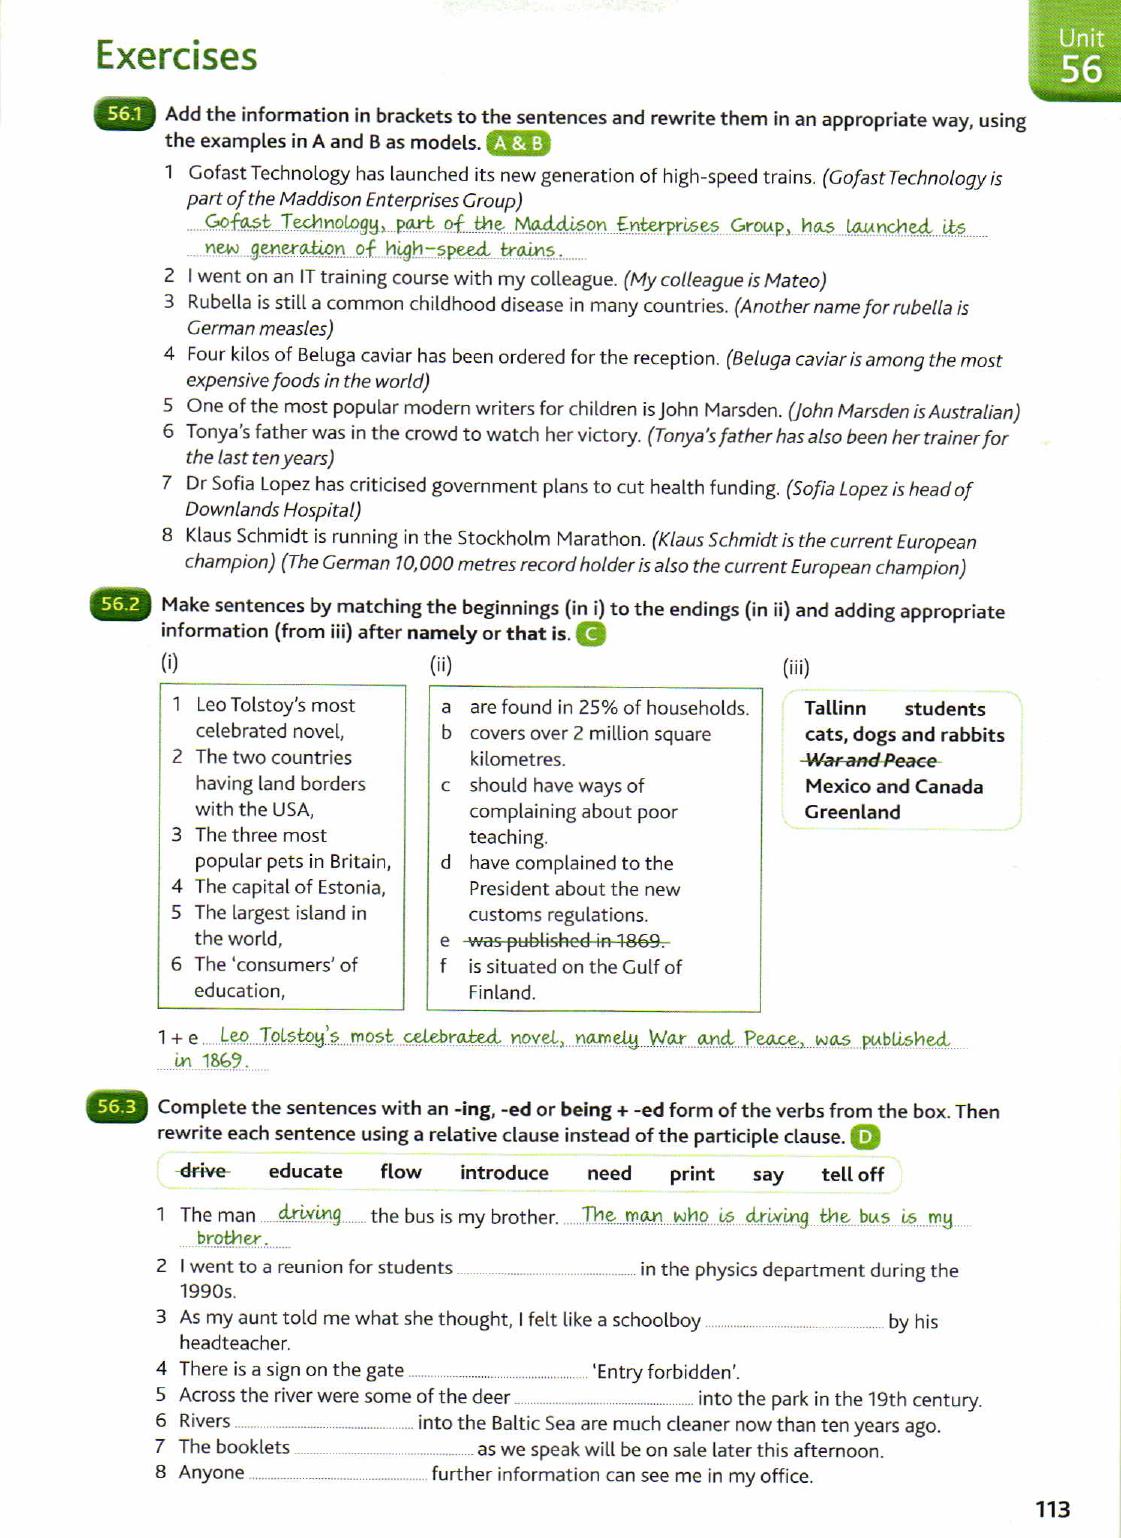 Exercises
Unit
56
56.1 Add the information in brackets to the sentences and rewrite them in an appropriate way, using
the examples in A and B as models. A & B
1 Gofast Technology has launched its new generation of high-speed trains. (Gofast Technology is
part of the Maddison Enterprises Group)
Gofast Technology, part of the Maddison Enterprises Group, has launched its
new generation of high-speed trains.
2 I went on an IT training course with my colleague. (My colleague is Mateo)
3 Rubella is still a common childhood disease in many countries. (Another name for rubella is
German measles)
4 Four kilos of Beluga caviar has been ordered for the reception. (Beluga caviar is among the most
expensive foods in the world)
5 One of the most popular modern writers for children is John Marsden. (John Marsden is Australian)
6 Tonya's father was in the crowd to watch her victory. (Tonya's father has also been her trainer for
the last ten years)
7 Dr Sofia Lopez has criticised government plans to cut health funding. (Sofia Lopez is head of
Downlands Hospital)
8 Klaus Schmidt is running in the Stockholm Marathon. (Klaus Schmidt is the current European
champion) (The German 10,000 metres record holder is also the current European champion)
56.2 Make sentences by matching the beginnings (in i) to the endings (in ii) and adding appropriate
information (from iii) after namely or that is. C
(i)
1 Leo Tolstoy's most
celebrated novel,
2 The two countries
having land borders
with the USA,
3 The three most
popular pets in Britain,
4 The capital of Estonia,
5 The largest island in
the world,
6 The 'consumers' of
education,
(ii)
a are found in 25% of households.
b covers over 2 million square
kilometres.
c should have ways of
complaining about poor
teaching.
d have complained to the
President about the new
customs regulations.
e was published in 1869.
f is situated on the Gulf of
Finland.
(iii)
Tallinn students
cats, dogs and rabbits
War and Peace
Mexico and Canada
Greenland
1 + e Leo Tolstoy's most celebrated novel, namely War and Peace, was published
in 1869.
56.3 Complete the sentences with an -ing, -ed or being + -ed form of the verbs from the box. Then
rewrite each sentence using a relative clause instead of the participle clause. D
drive educate flow introduce need print say tell off
1 The man driving the bus is my brother. The man who is driving the bus is my
brother.
2 I went to a reunion for students in the physics department during the
1990s.
3 As my aunt told me what she thought, I felt like a schoolboy by his
headteacher.
4 There is a sign on the gate 'Entry forbidden'.
5 Across the river were some of the deer into the park in the 19th century.
6 Rivers into the Baltic Sea are much cleaner now than ten years ago.
7 The booklets as we speak will be on sale later this afternoon.
8 Anyone further information can see me in my office.
113